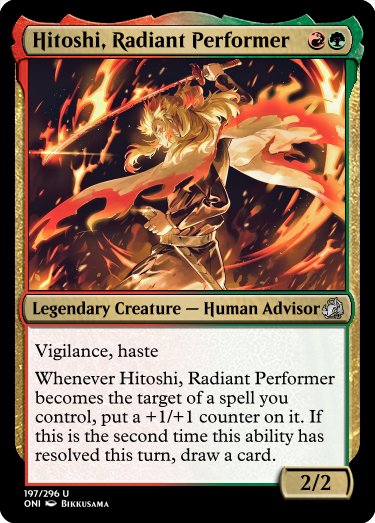 Hitoshi, Radiant Performer
Legendary Creature — Human Advisor
Vigilance, haste
Whenever Hitoshi, Radiant Performer
becomes the target of a spell you
control, put a +1/+1 counter on it. If
this is the second time this ability has
resolved this turn, draw a card.
2/2
197/296 U
ONI Bikkusama